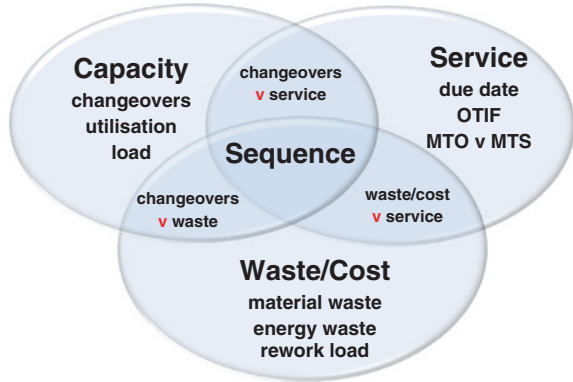 Capacity
changeovers
utilisation
load
changeovers
v service
Service
due date
OTIF
MTO v MTS
Sequence
changeovers
v waste
waste/cost
v service
Waste/Cost
material waste
energy waste
rework load